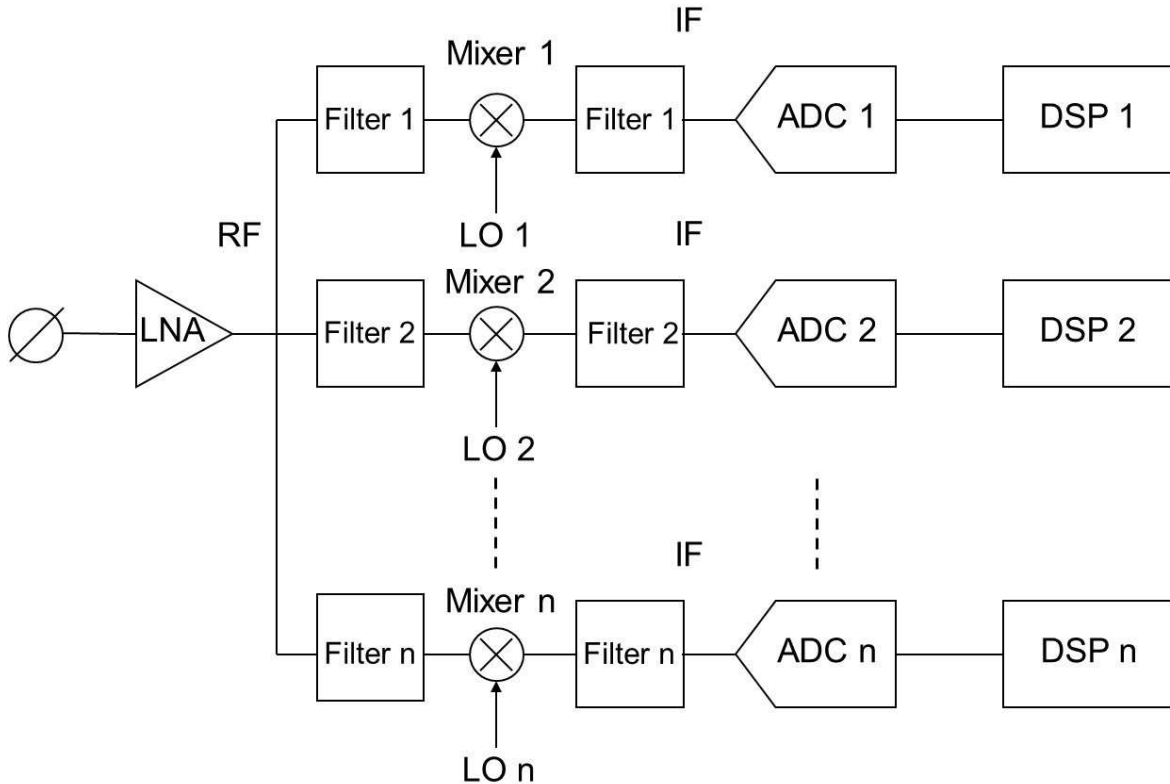 IF
Mixer 1
Filter 1
Filter 1
ADC 1
DSP 1
RF
LO 1
IF
Mixer 2
LNA
Filter 2
Filter 2
ADC 2
DSP 2
LO 2
IF
Mixer n
Filter n
Filter n
ADC n
DSP n
LO n